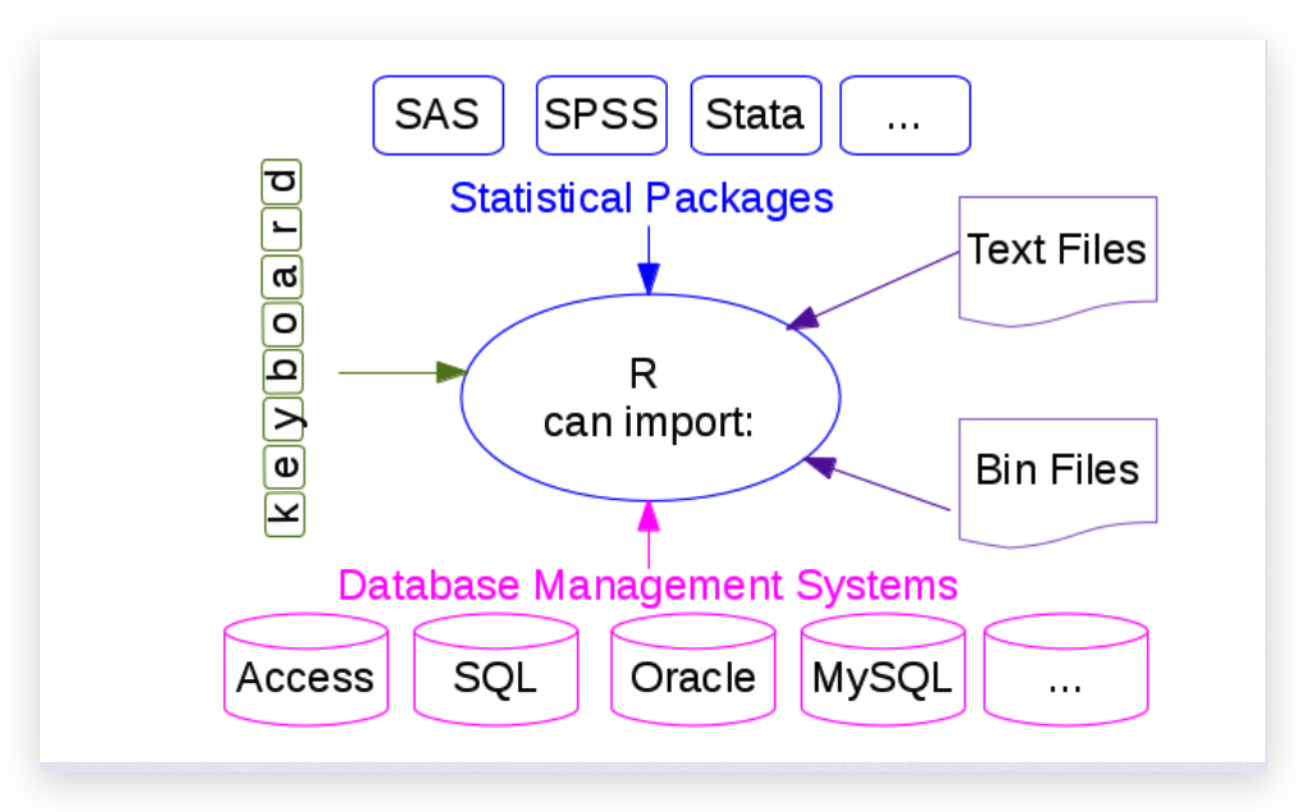 SAS SPSS Stata ...
Statistical Packages
keyboard
Text Files
R
can import:
Bin Files
Database Management Systems
Access SQL Oracle MySQL ...